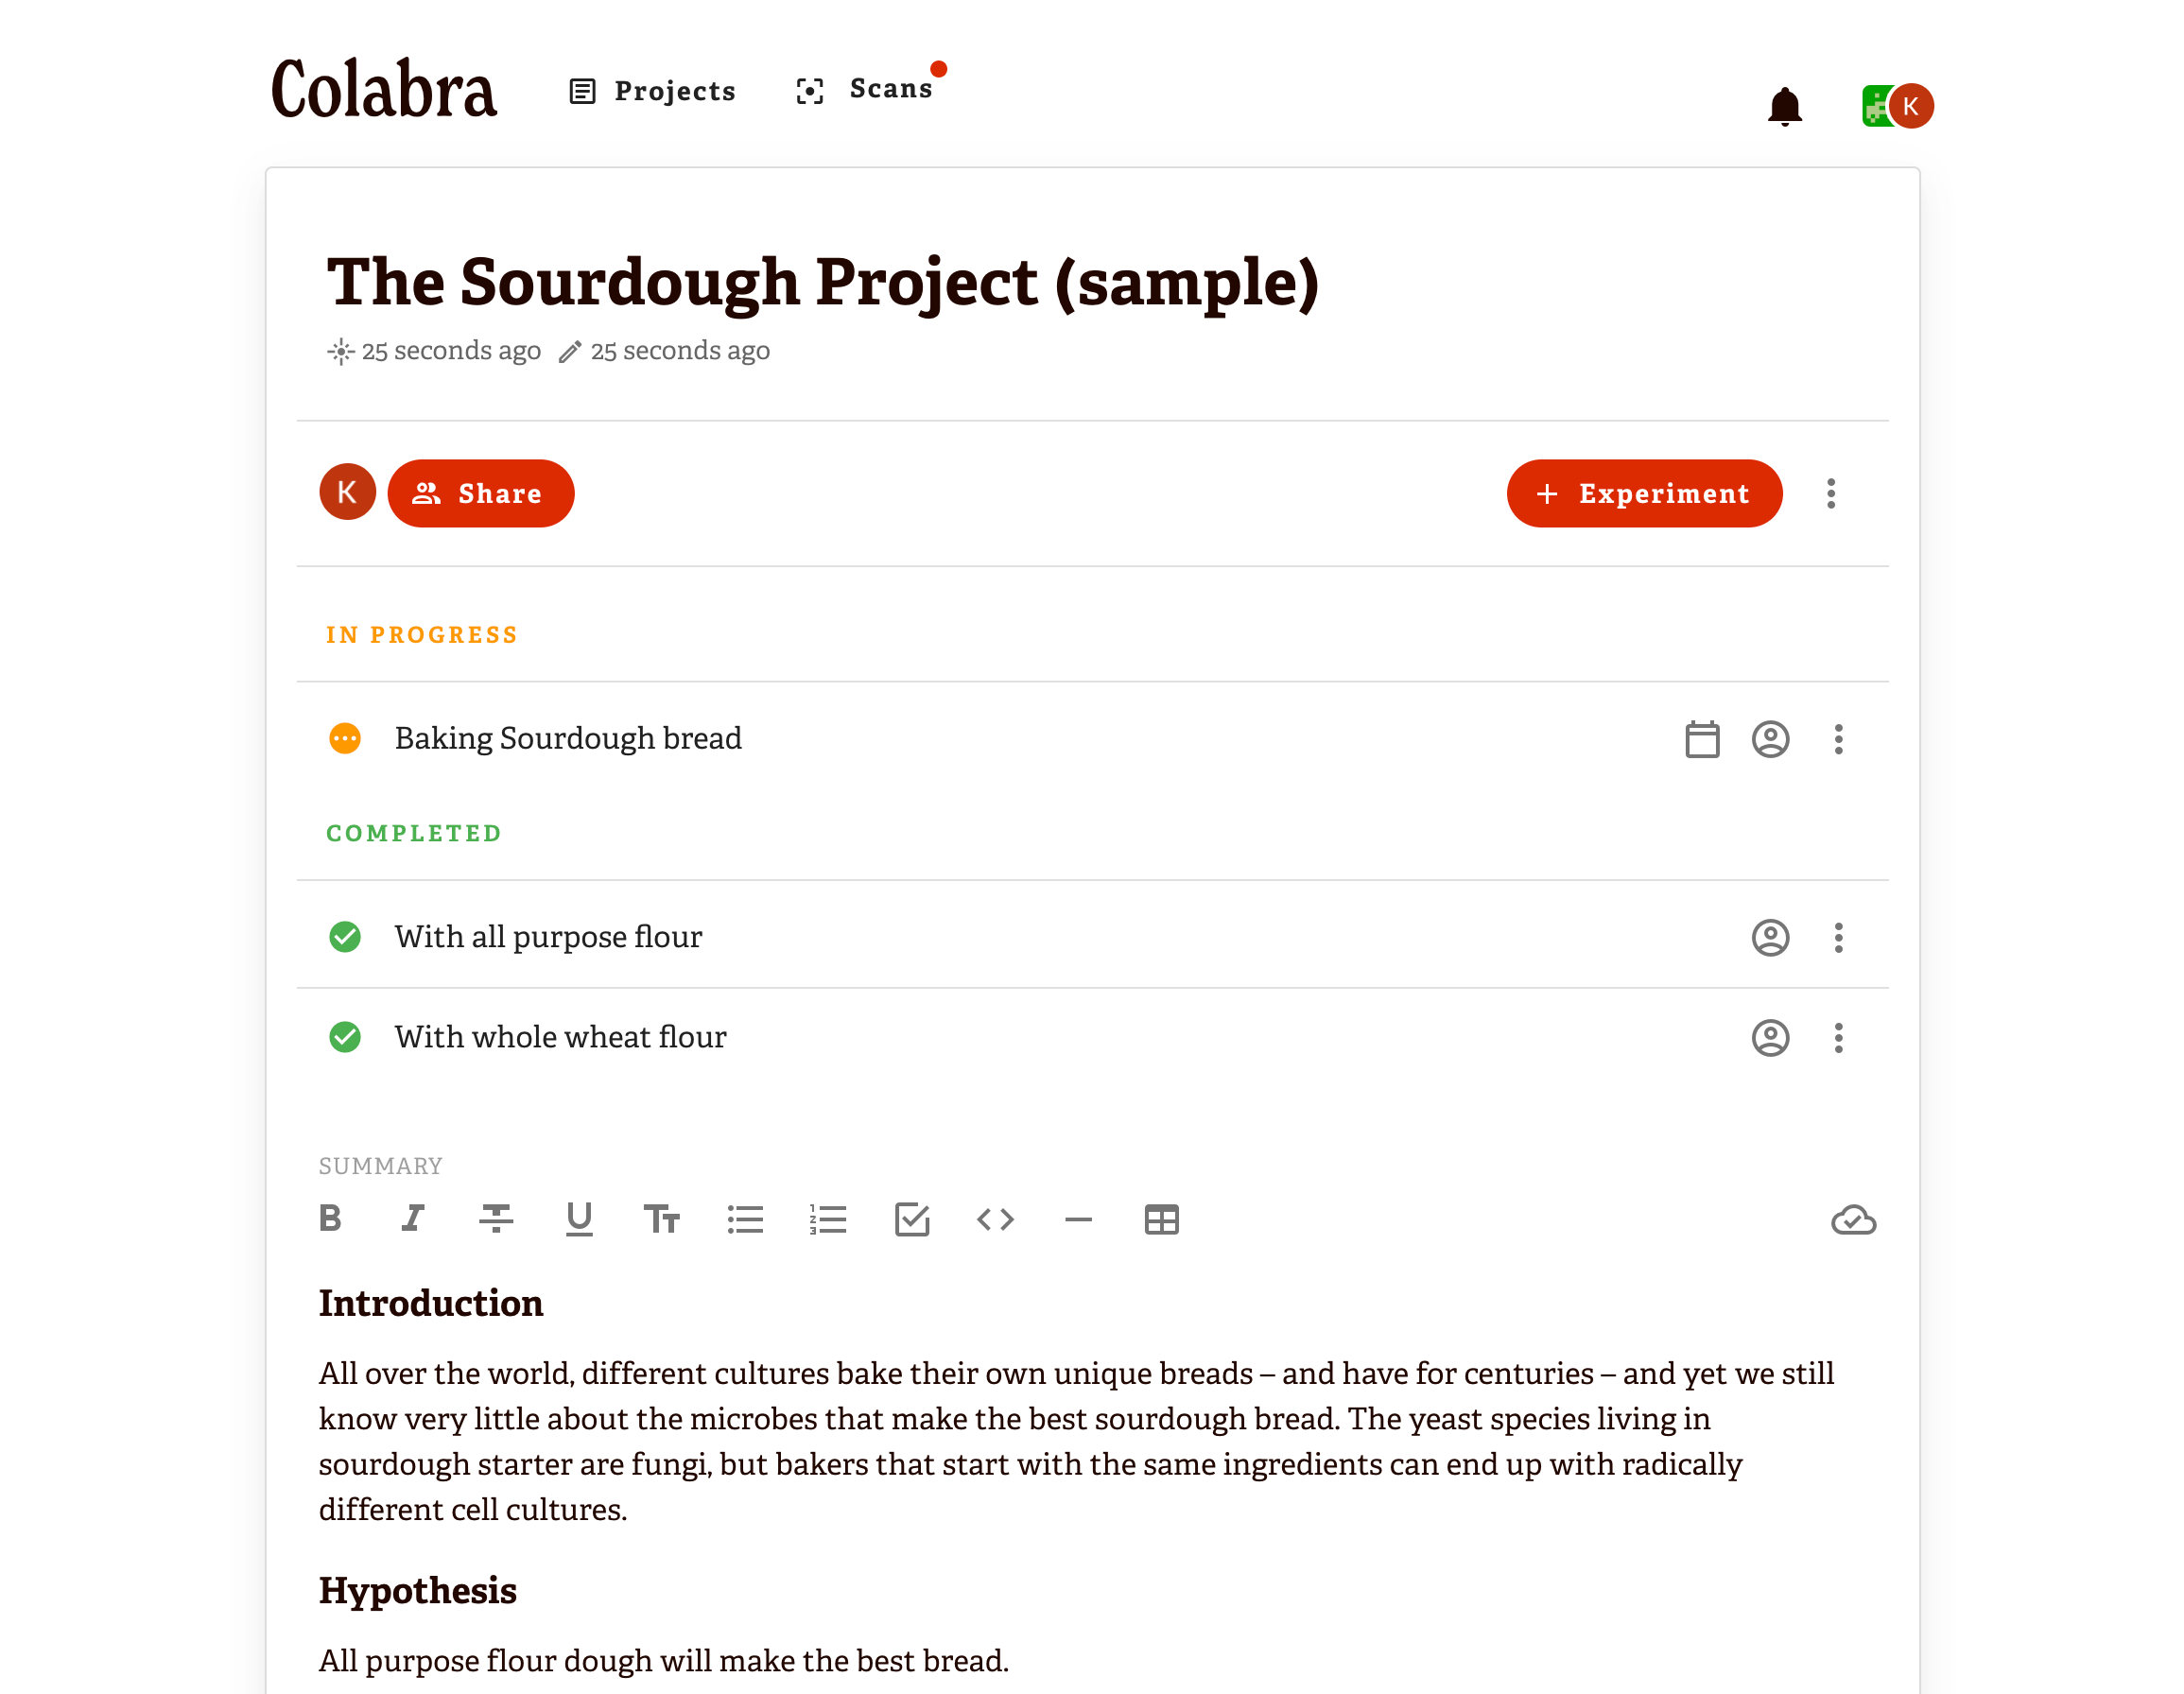 Colabra
Projects
Scans
K
The Sourdough Project (sample)
25 seconds ago 25 seconds ago
K
Share
+ Experiment
IN PROGRESS
Baking Sourdough bread
COMPLETED
With all purpose flour
With whole wheat flour
SUMMARY
B I T U TT
Introduction
All over the world, different cultures bake their own unique breads – and have for centuries – and yet we still
know very little about the microbes that make the best sourdough bread. The yeast species living in
sourdough starter are fungi, but bakers that start with the same ingredients can end up with radically
different cell cultures.
Hypothesis
All purpose flour dough will make the best bread.